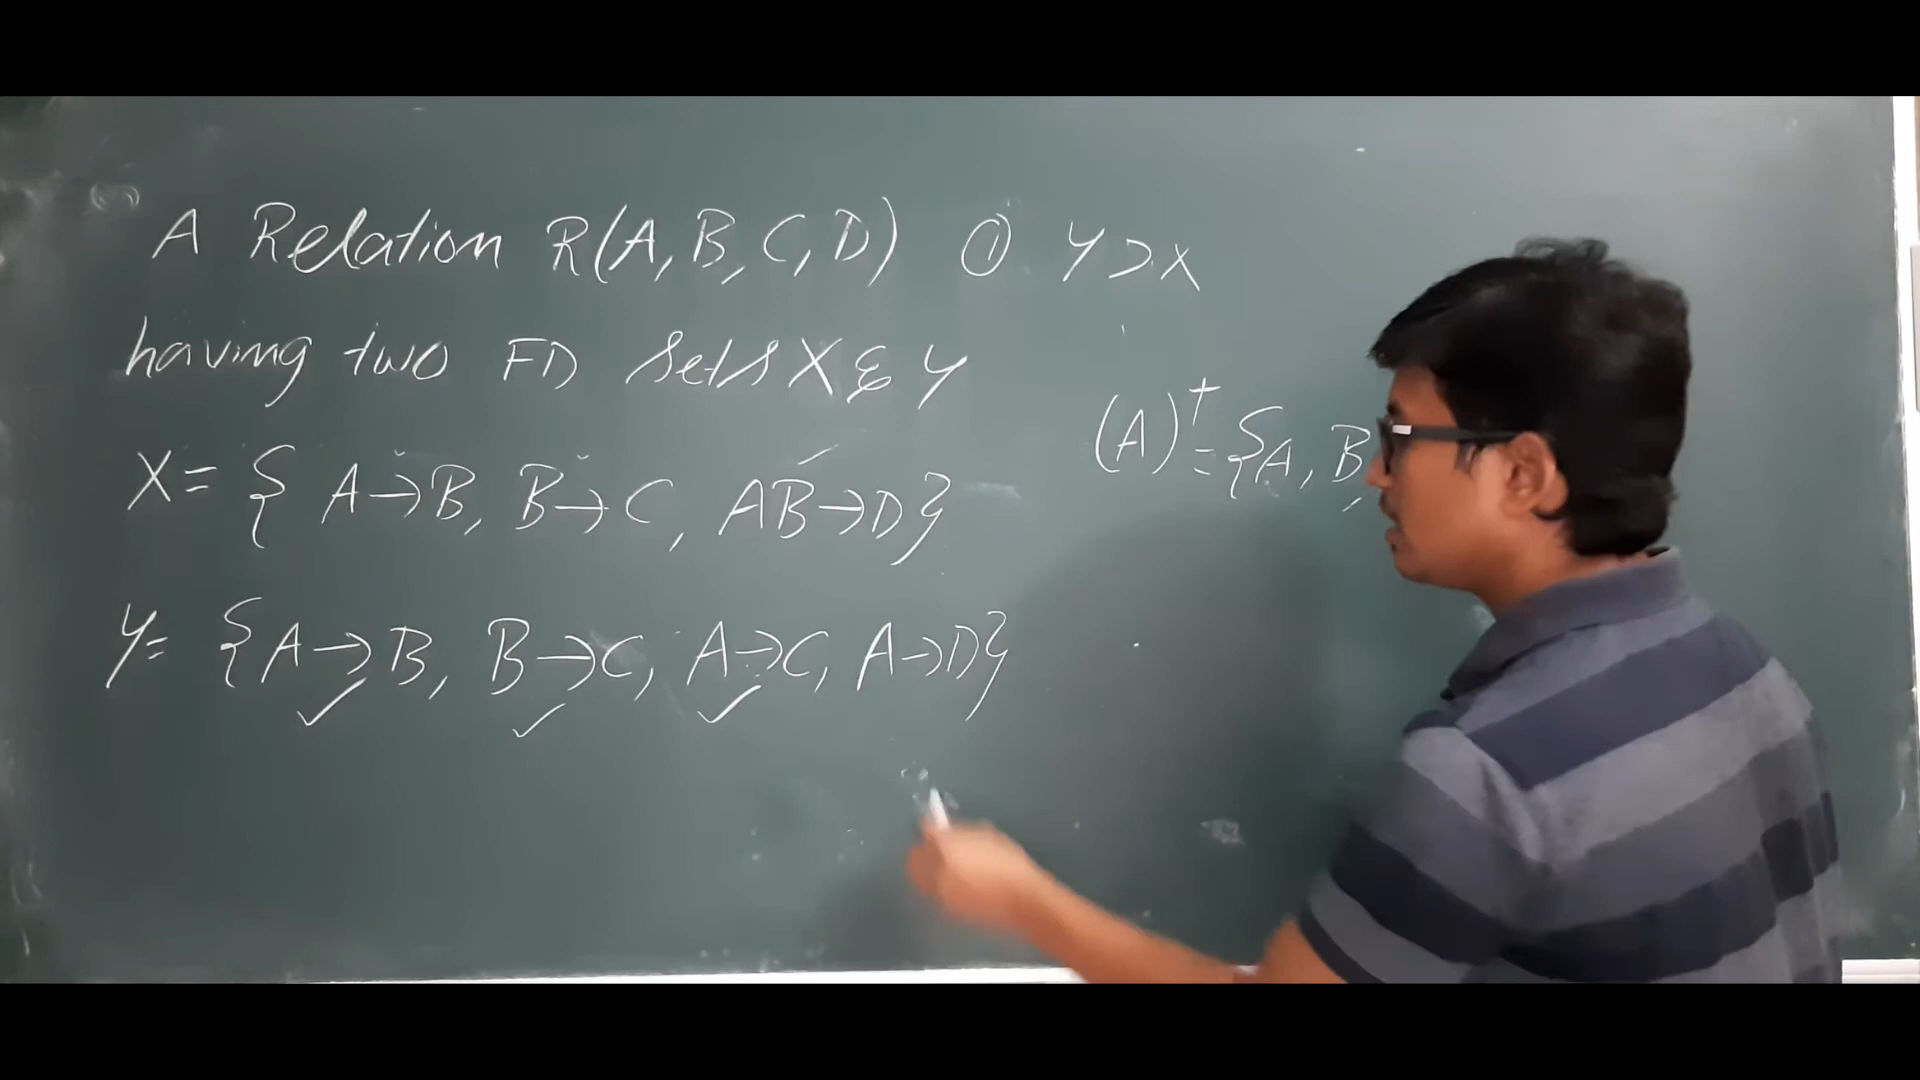 A Relation R(A, B, C, D) ① Y⊃X
having two FD sets X & Y
X = { A→B, B→C, AB→D}
(A)⁺ = {A, B
Y = {A→B, B→C, A→C, A→D}